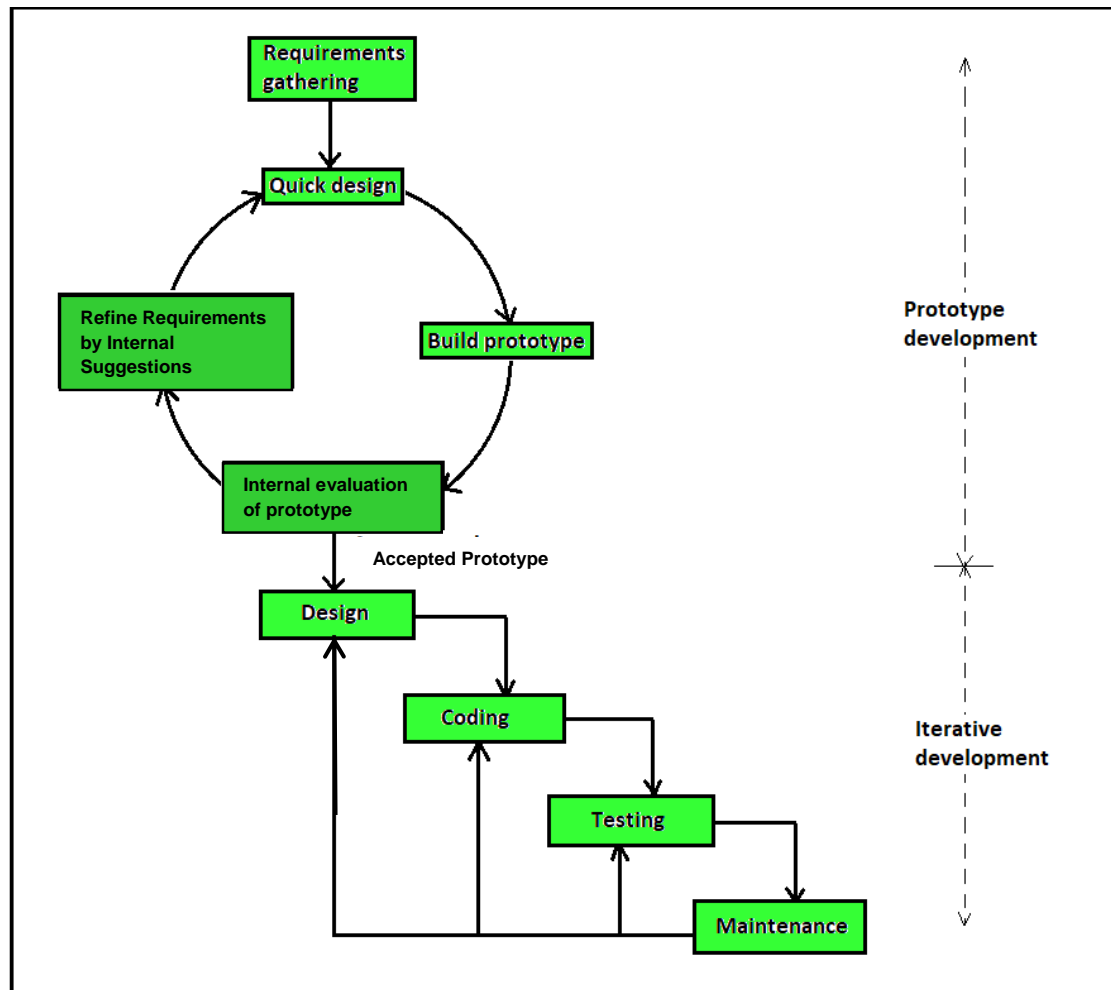 Requirements
gathering
Quick design
Refine Requirements
by Internal
Suggestions
Build prototype
Prototype
development
Internal evaluation
of prototype
Accepted Prototype
Design
Coding
Iterative
development
Testing
Maintenance